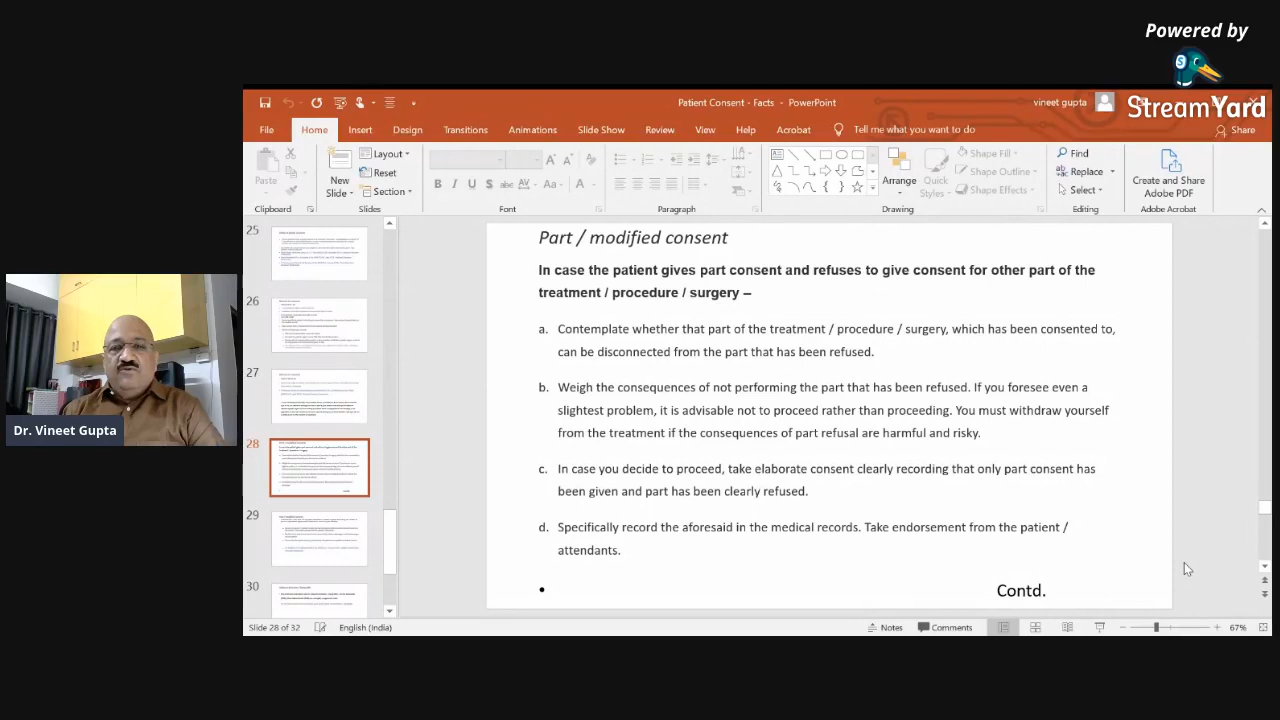 Powered by
StreamYard
Patient Consent - Facts - PowerPoint
vineet gupta
File Home Insert Design Transitions Animations Slide Show Review View Help Acrobat Tell me what you want to do
Share
Paste
Clipboard
New
Slide
Layout
Reset
Section
Slides
B I U S abc AV Aa A
Font
Paragraph
Arrange
Quick
Styles
Shape Fill
Shape Outline
Shape Effects
Drawing
Find
Replace
Select
Editing
Create and Share
Adobe PDF
Adobe Acrobat
25
26
27
28
29
30
Part / modified consent
In case the patient gives part consent and refuses to give consent for other part of the
treatment / procedure / surgery –
a. Contemplate whether that part of the treatment / procedure / surgery, which has been consented to,
can be disconnected from the part that has been refused.
b. Weigh the consequences of not performing the part that has been refused. If you foresee even a
slightest problem, it is advisable not to proceed rather than proceeding. You must withdraw yourself
from the treatment if the consequences of part refusal are harmful and risky.
c. If you decide to proceed, take elaborate consent clearly recording that only part consent has
been given and part has been clearly refused.
d. Specifically record the aforesaid in the medical records. Take endorsement from the patient /
attendants.
• Contd.
Dr. Vineet Gupta
Slide 28 of 32
English (India)
Notes
Comments
67%